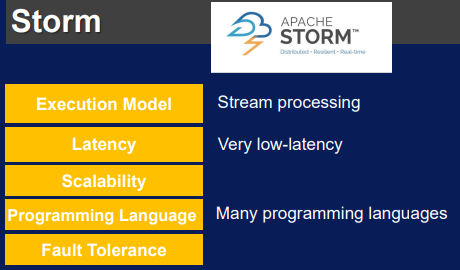 Storm
APACHE
STORM™
Distributed • Resilient • Real-time
Execution Model
Stream processing
Latency
Very low-latency
Scalability
Programming Language
Many programming languages
Fault Tolerance